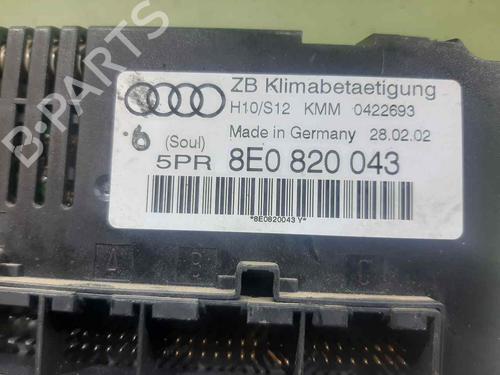 B-PARTS
ZB Klimabetaetigung
H10/S12 KMM 0422693
6 (Soul) Made in Germany 28.02.02
5PR 8E0 820 043
*8E0820043 Y*
A B C